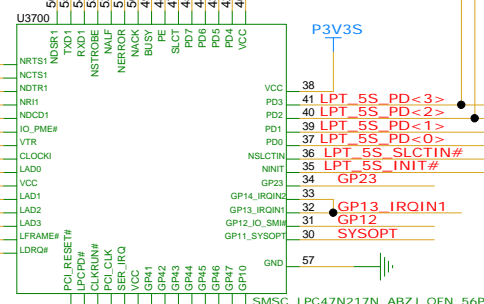 U3700
P3V3S
NDSR1
TXD1
RXD1
NSTROBE
NALF
NERROR
NACK
BUSY
PE
SLCT
PD7
PD6
PD5
PD4
VCC
NRTS1
NCTS1
NDTR1
NRI1
NDCD1
IO_PME#
VTR
CLOCKI
LAD0
VCC
LAD1
LAD2
LAD3
LFRAME#
LDRQ#
VCC 38
PD3 41 LPT_5S_PD<3>
PD2 40 LPT_5S_PD<2>
PD1 39 LPT_5S_PD<1>
PD0 37 LPT_5S_PD<0>
NSLCTIN 36 LPT_5S_SLCTIN#
NINIT 35 LPT_5S_INIT#
GP23 34 GP23
GP14_IRQIN2 33
GP13_IRQIN1 32 GP13_IRQIN1
GP12_IO_SMI# 31 GP12
GP11_SYSOPT 30 SYSOPT
GND 57
PCI_RESET#
LPCPD#
CLKRUN#
PCI_CLK
SER_IRQ
VCC
GP41
GP42
GP43
GP44
GP45
GP46
GP47
GP10
SMSC_LPC47N217N_ABZJ_QFN_56P